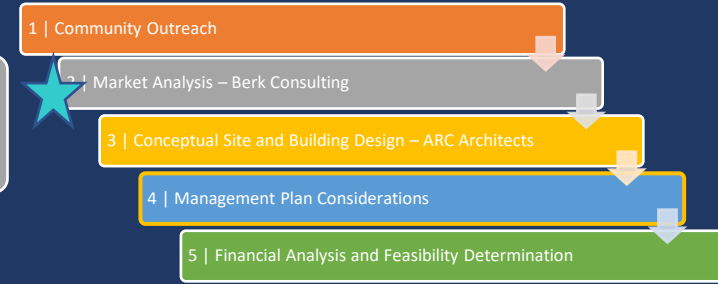 1 | Community Outreach
2 | Market Analysis – Berk Consulting
3 | Conceptual Site and Building Design – ARC Architects
4 | Management Plan Considerations
5 | Financial Analysis and Feasibility Determination